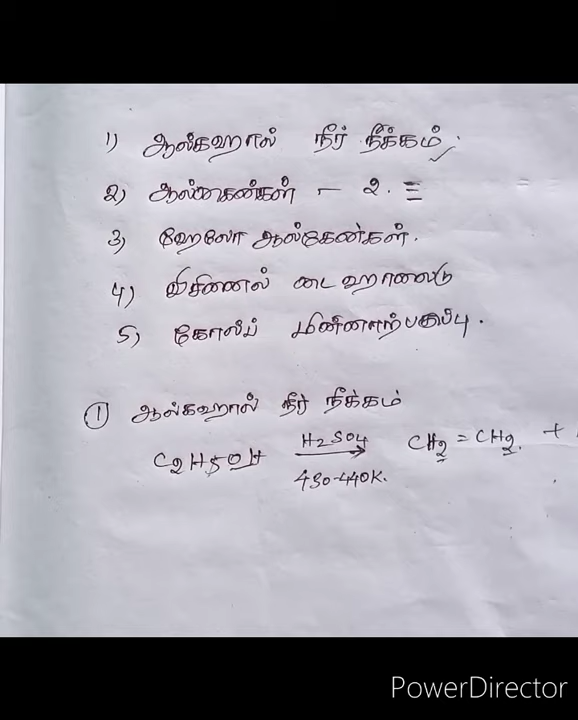 1) ஆல்கஹால் நீர் நீக்கம்.
2) ஆல்கைன்கள் - 2. ≡
3) ஹேலோ ஆல்கேன்கள்.
4) விசினைல் டை ஹாலைடு
5) கோல்ப் மின்னாற்பகுப்பு.
① ஆல்கஹால் நீர் நீக்கம்
C2H5OH H2SO4 430-440K. CH2=CH2. +
PowerDirector